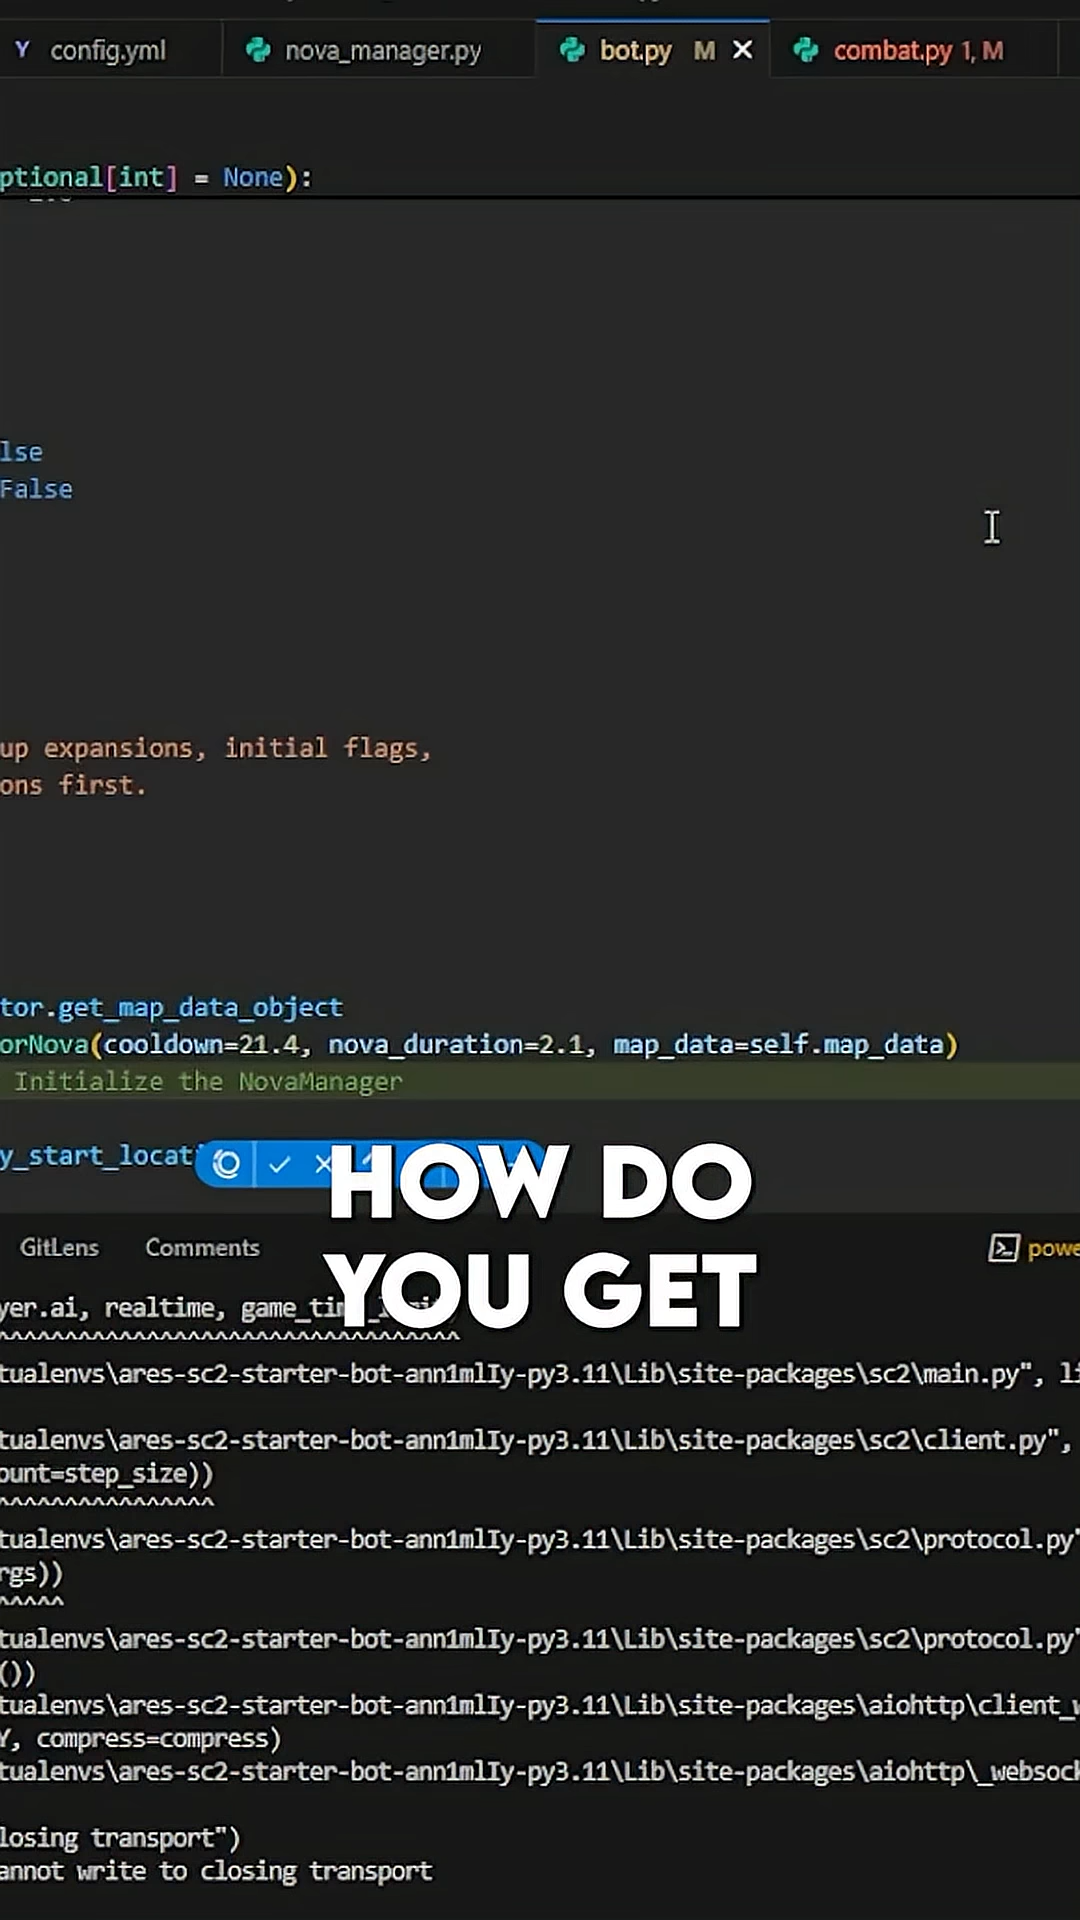 Y config.yml nova_manager.py bot.py M combat.py 1, M
ptional[int] = None):
lse
False
up expansions, initial flags,
ons first.
tor.get_map_data_object
orNova(cooldown=21.4, nova_duration=2.1, map_data=self.map_data)
Initialize the NovaManager
y_start_locat
HOW DO
YOU GET
GitLens Comments powe
yer.ai, realtime, game_time
^^^^^^^^^^^^^^^^^^^^^^^^^^^^^^^^^^^
tualenvs\ares-sc2-starter-bot-ann1mlIy-py3.11\Lib\site-packages\sc2\main.py", li
tualenvs\ares-sc2-starter-bot-ann1mlIy-py3.11\Lib\site-packages\sc2\client.py",
ount=step_size))
^^^^^^^^^^^^^^^^
tualenvs\ares-sc2-starter-bot-ann1mlIy-py3.11\Lib\site-packages\sc2\protocol.py"
rgs))
^^^^^
tualenvs\ares-sc2-starter-bot-ann1mlIy-py3.11\Lib\site-packages\sc2\protocol.py"
())
tualenvs\ares-sc2-starter-bot-ann1mlIy-py3.11\Lib\site-packages\aiohttp\client_w
Y, compress=compress)
tualenvs\ares-sc2-starter-bot-ann1mlIy-py3.11\Lib\site-packages\aiohttp\_websock
losing transport")
annot write to closing transport